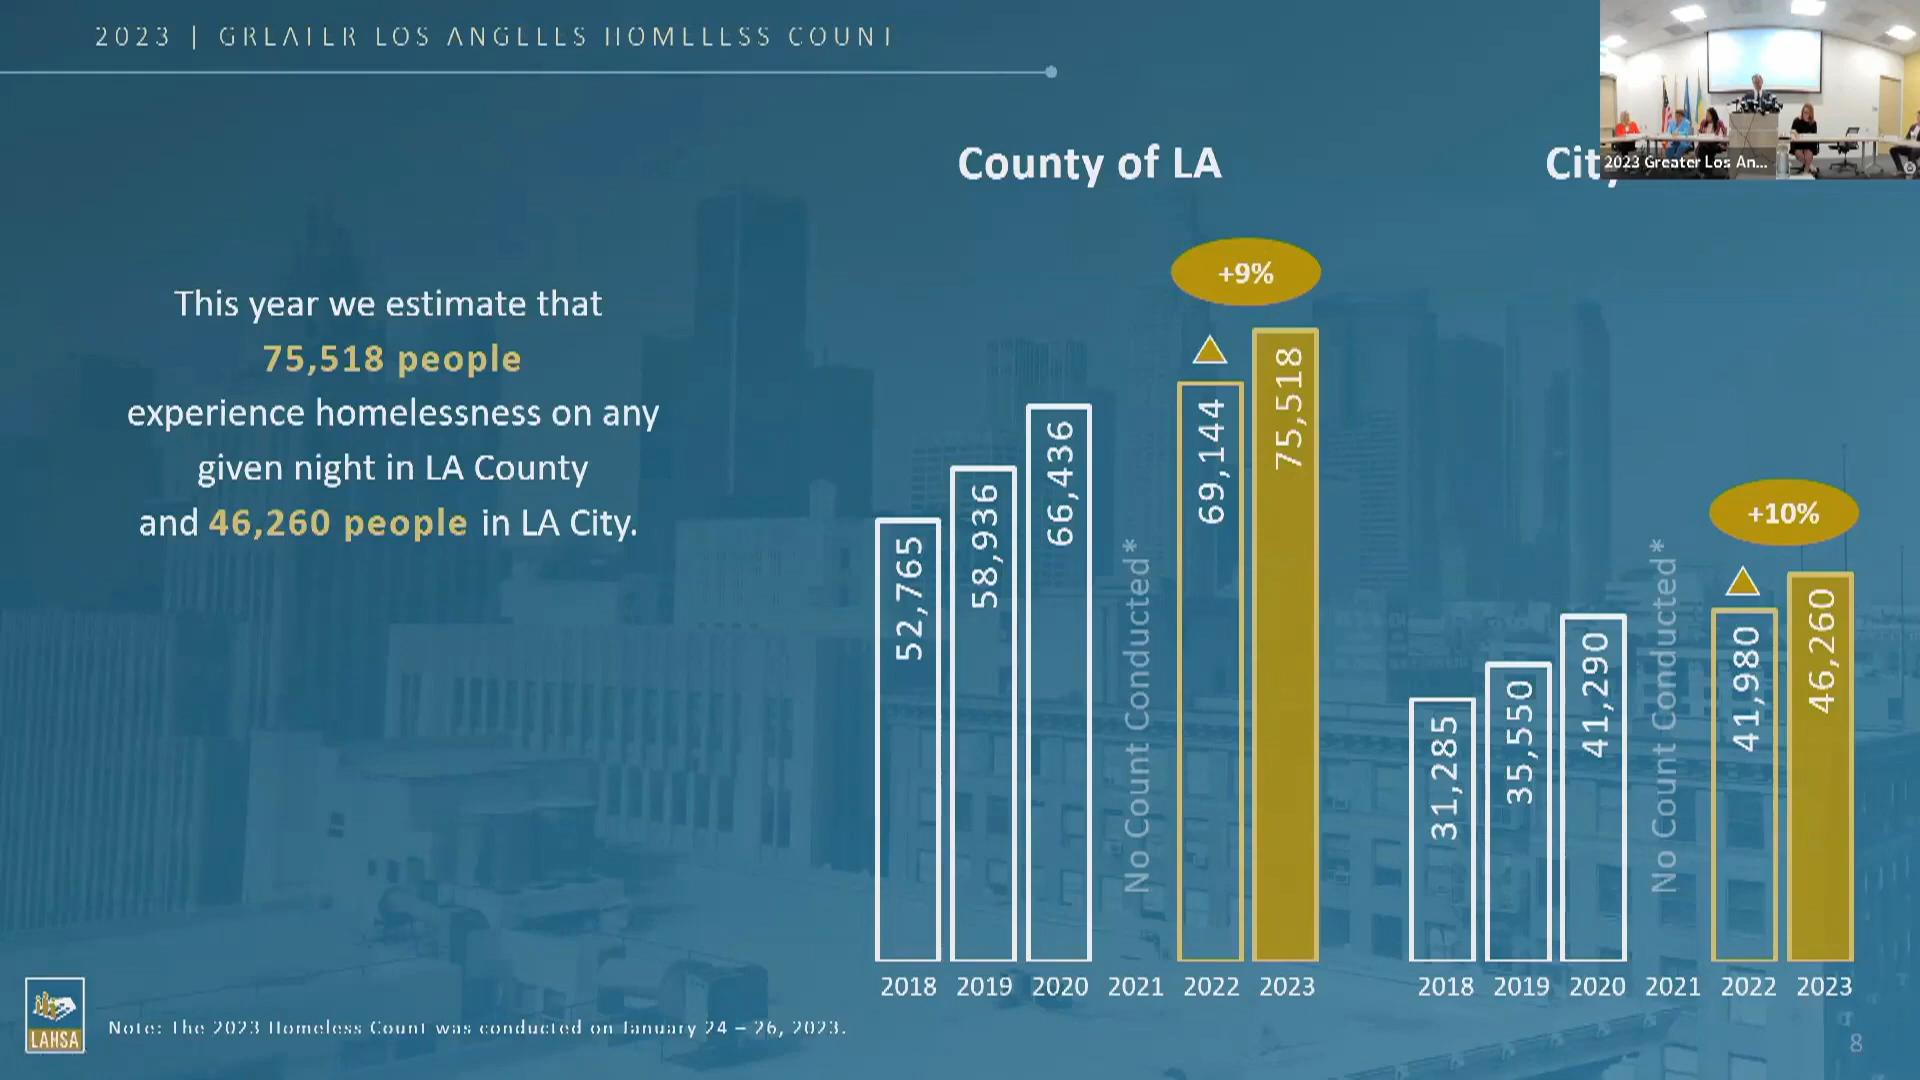 2023 | GREATER LOS ANGELES HOMELESS COUNT
2023 Greater Los An...
County of LA
Cit
This year we estimate that
75,518 people
experience homelessness on any
given night in LA County
and 46,260 people in LA City.
+9%
52,765
58,936
66,436
No Count Conducted*
69,144
75,518
2018 2019 2020 2021 2022 2023
+10%
31,285
35,550
41,290
No Count Conducted*
41,980
46,260
2018 2019 2020 2021 2022 2023
LAHSA
Note: The 2023 Homeless Count was conducted on January 24 – 26, 2023.
8